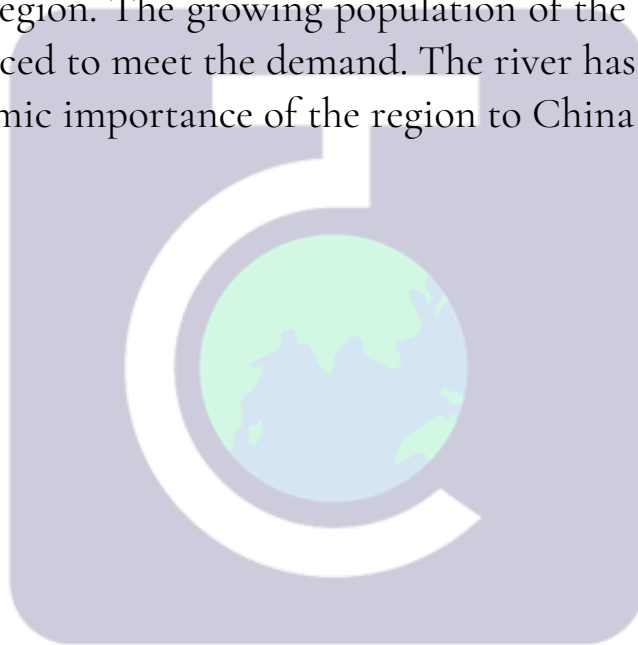 egion. The growing population of the
ced to meet the demand. The river has
mic importance of the region to China